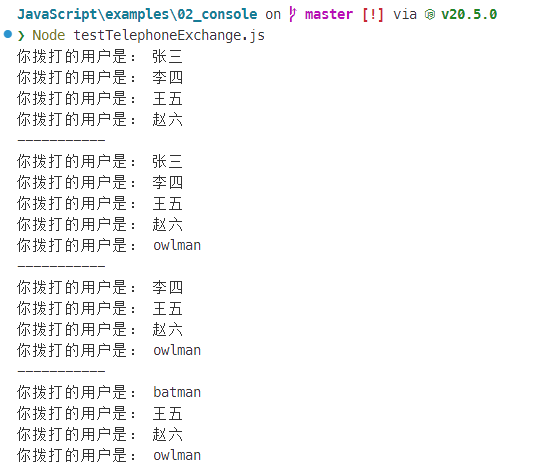 JavaScript\examples\02_console on master [!] via v20.5.0
❯ Node testTelephoneExchange.js
你拨打的用户是： 张三
你拨打的用户是： 李四
你拨打的用户是： 王五
你拨打的用户是： 赵六
-----------
你拨打的用户是： 张三
你拨打的用户是： 李四
你拨打的用户是： 王五
你拨打的用户是： 赵六
你拨打的用户是： owlman
-----------
你拨打的用户是： 李四
你拨打的用户是： 王五
你拨打的用户是： 赵六
你拨打的用户是： owlman
-----------
你拨打的用户是： batman
你拨打的用户是： 王五
你拨打的用户是： 赵六
你拨打的用户是： owlman